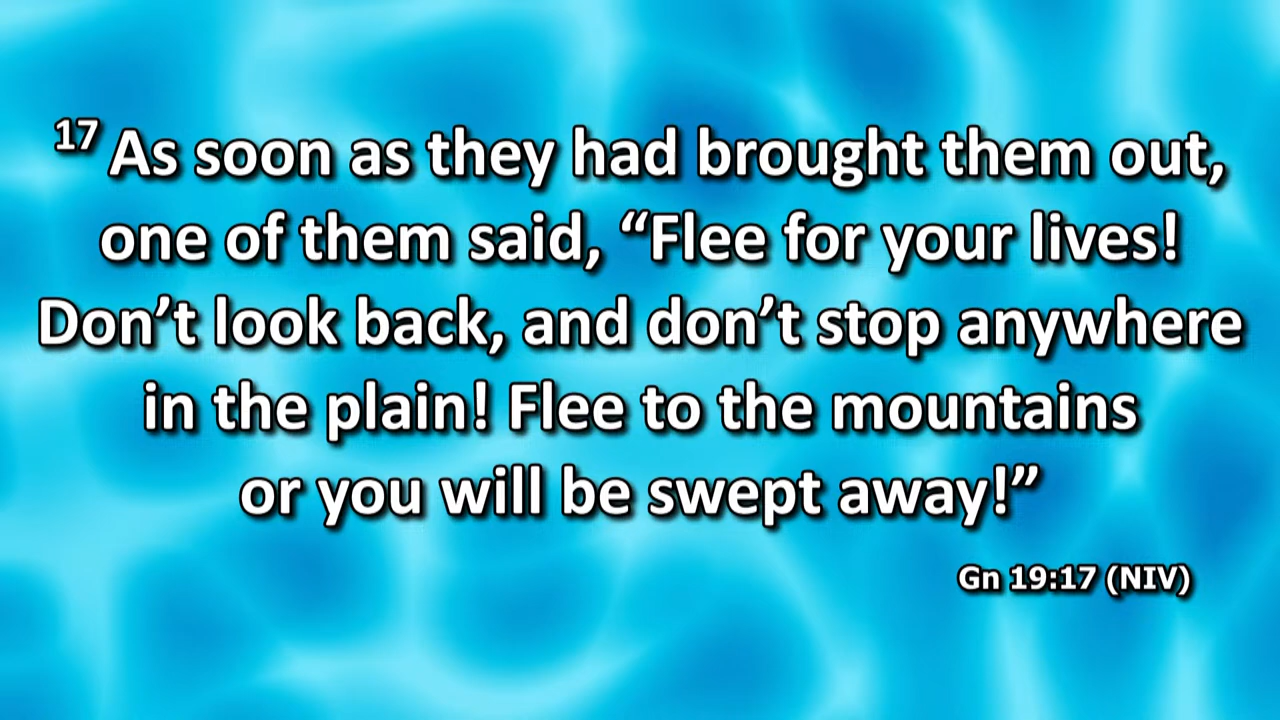 17 As soon as they had brought them out,
one of them said, “Flee for your lives!
Don’t look back, and don’t stop anywhere
in the plain! Flee to the mountains
or you will be swept away!”
Gn 19:17 (NIV)